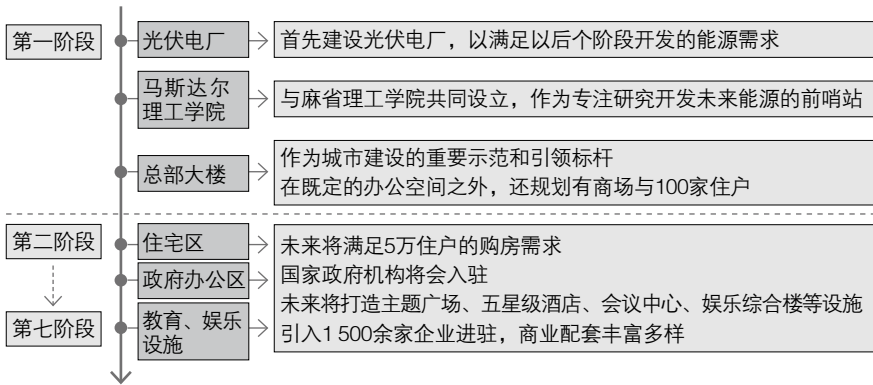 第一阶段
光伏电厂
首先建设光伏电厂，以满足以后个阶段开发的能源需求
马斯达尔
理工学院
与麻省理工学院共同设立，作为专注研究开发未来能源的前哨站
总部大楼
作为城市建设的重要示范和引领标杆
在既定的办公空间之外，还规划有商场与100家住户
第二阶段
住宅区
未来将满足5万住户的购房需求
政府办公区
国家政府机构将会入驻
未来将打造主题广场、五星级酒店、会议中心、娱乐综合楼等设施
第七阶段
教育、娱乐
设施
引入1 500余家企业进驻，商业配套丰富多样